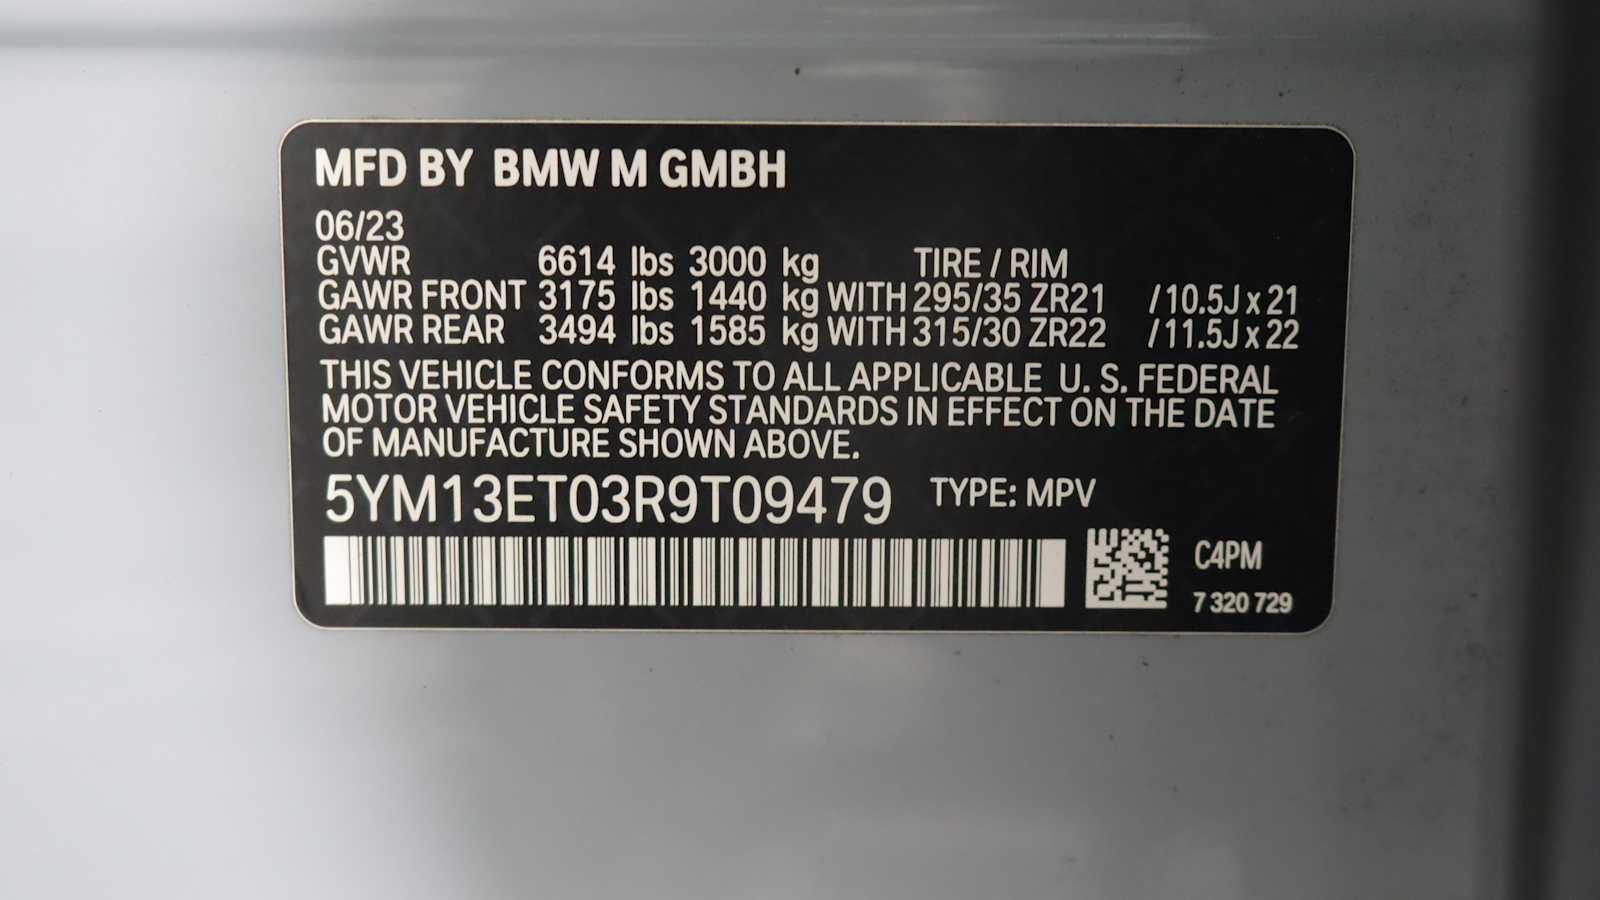 MFD BY BMW M GMBH
06/23
GVWR 6614 lbs 3000 kg TIRE / RIM
GAWR FRONT 3175 lbs 1440 kg WITH 295/35 ZR21 /10.5J x 21
GAWR REAR 3494 lbs 1585 kg WITH 315/30 ZR22 /11.5J x 22
THIS VEHICLE CONFORMS TO ALL APPLICABLE U. S. FEDERAL
MOTOR VEHICLE SAFETY STANDARDS IN EFFECT ON THE DATE
OF MANUFACTURE SHOWN ABOVE.
5YM13ET03R9T09479 TYPE: MPV
C4PM
7 320 729